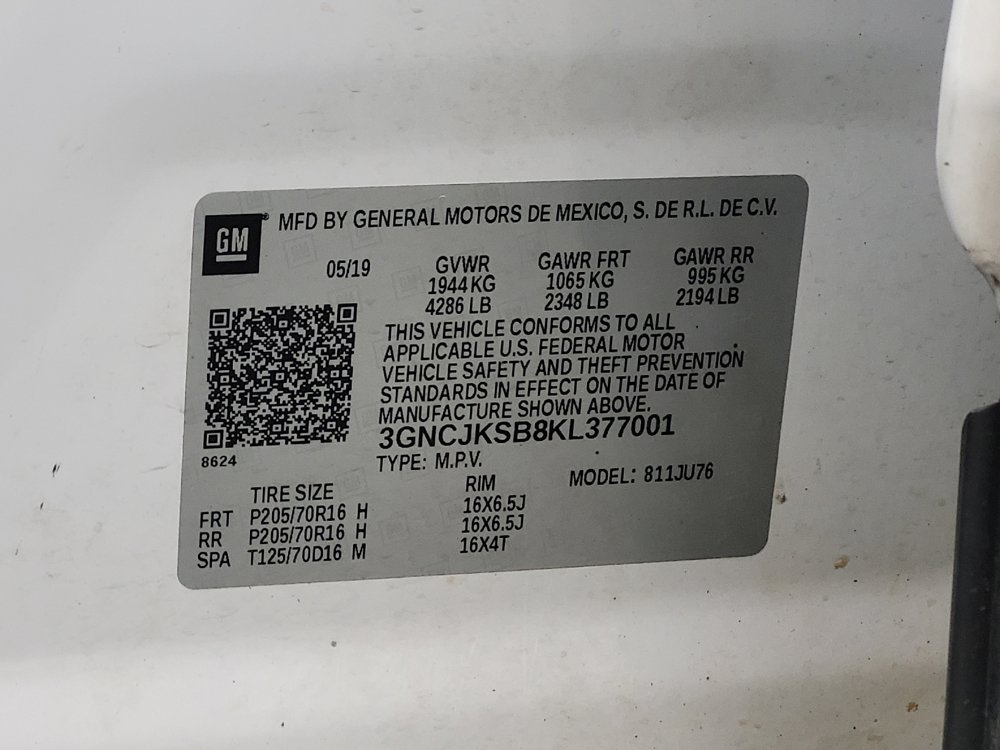 GM® MFD BY GENERAL MOTORS DE MEXICO, S. DE R.L. DE C.V.
05/19 GVWR GAWR FRT GAWR RR
1944 KG 1065 KG 995 KG
4286 LB 2348 LB 2194 LB
THIS VEHICLE CONFORMS TO ALL
APPLICABLE U.S. FEDERAL MOTOR
VEHICLE SAFETY AND THEFT PREVENTION
STANDARDS IN EFFECT ON THE DATE OF
MANUFACTURE SHOWN ABOVE.
3GNCJKSB8KL377001
8624
TYPE: M.P.V. MODEL: 811JU76
TIRE SIZE RIM
FRT P205/70R16 H 16X6.5J
RR P205/70R16 H 16X6.5J
SPA T125/70D16 M 16X4T